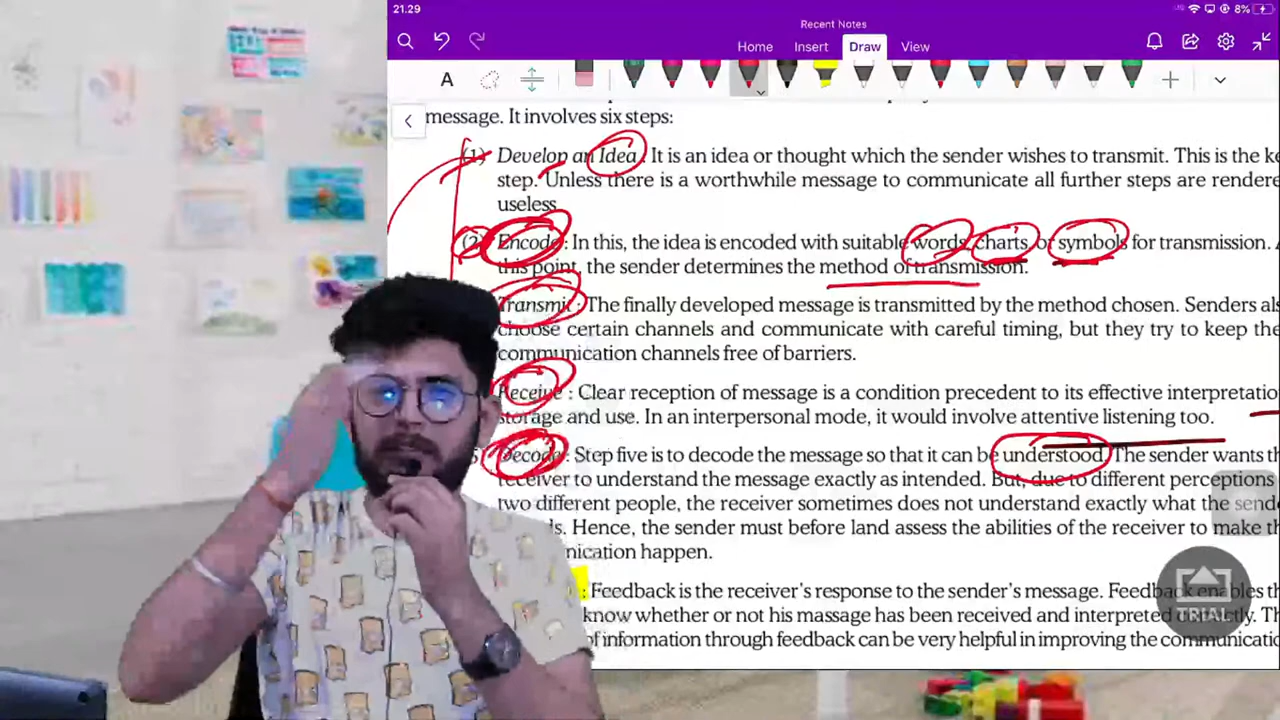 21.29
8%
Recent Notes
Home Insert Draw View
A
message. It involves six steps:
(1) Develop an Idea : It is an idea or thought which the sender wishes to transmit. This is the ke
step. Unless there is a worthwhile message to communicate all further steps are rendere
useless
(2) Encode : In this, the idea is encoded with suitable words, charts, or symbols for transmission. A
this point, the sender determines the method of transmission.
Transmit : The finally developed message is transmitted by the method chosen. Senders als
choose certain channels and communicate with careful timing, but they try to keep the
communication channels free of barriers.
Receive : Clear reception of message is a condition precedent to its effective interpretatio
storage and use. In an interpersonal mode, it would involve attentive listening too.
Decode : Step five is to decode the message so that it can be understood. The sender wants th
receiver to understand the message exactly as intended. But, due to different perceptions
two different people, the receiver sometimes does not understand exactly what the sende
Hence, the sender must before land assess the abilities of the receiver to make th
nication happen.
: Feedback is the receiver's response to the sender's message. Feedback enables th
know whether or not his massage has been received and interpreted Th
of information through feedback can be very helpful in improving the communicatio
TRIAL